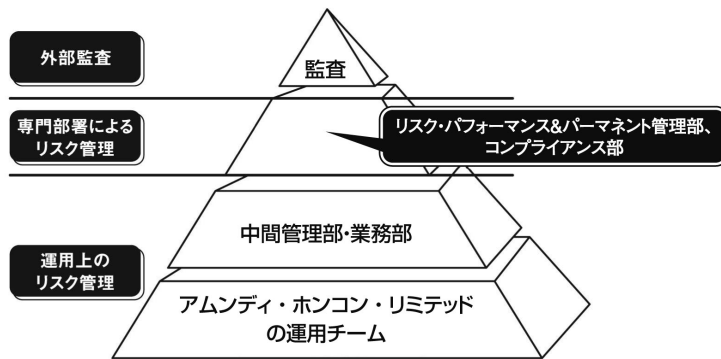 外部監査
監査
専門部署による
リスク管理
リスク・パフォーマンス&パーマネント管理部、
コンプライアンス部
中間管理部・業務部
運用上の
リスク管理
アムンディ・ホンコン・リミテッド
の運用チーム